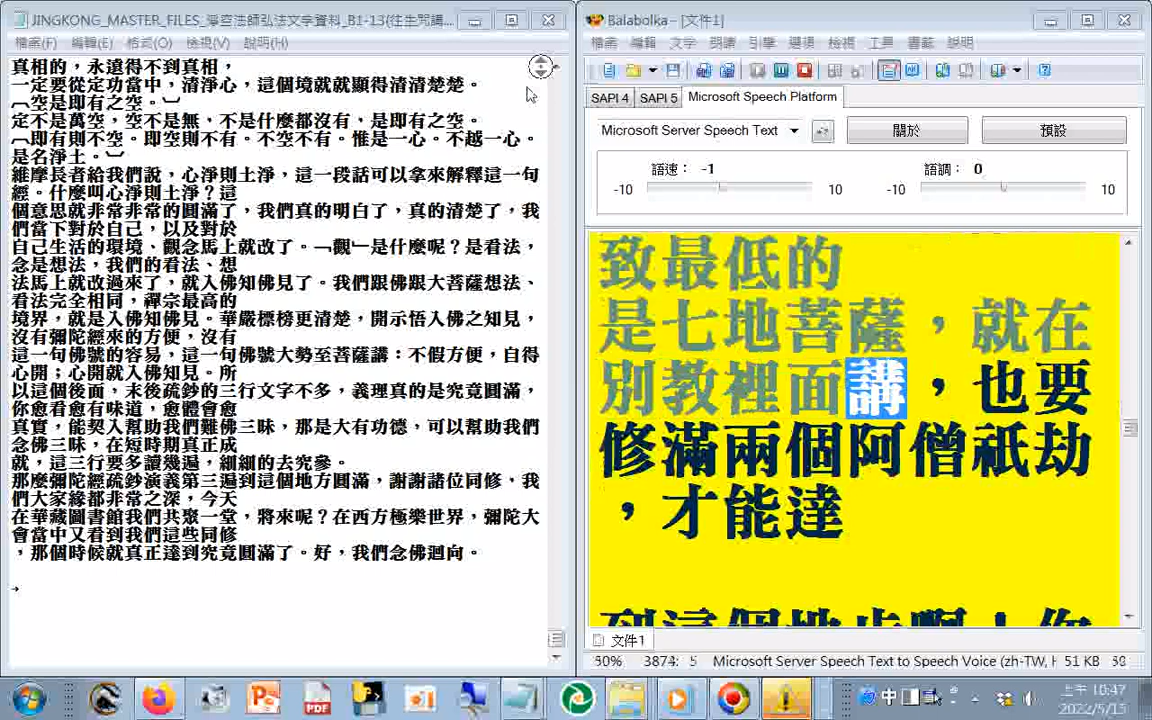 JINGKONG_MASTER_FILES_淨空法師弘法文字資料_B1-13(往生咒講...
檔案(F) 編輯(E) 格式(O) 檢視(V) 說明(H)
真相的，永遠得不到真相，
一定要從定功當中，清淨心，這個境就就顯得清清楚楚。
︹空是即有之空。︺
定不是萬空，空不是無，不是什麼都沒有，是即有之空。
︹即有則不空。即空則不有。不空不有。惟是一心。不越一心。
是名淨土。︺
維摩長者給我們說，心淨則土淨，這一段話可以拿來解釋這一句
經。什麼叫心淨則土淨？這
個意思就非常非常的圓滿了，我們真的明白了，真的清楚了，我
們當下對於自己，以及對於
自己生活的環境、觀念馬上就改了。﹁觀﹂是什麼呢？是看法，
念是想法，我們的看法、想
法馬上就改過來了，就入佛知佛見了。我們跟佛跟大菩薩想法、
看法完全相同，禪宗最高的
境界，就是入佛知佛見。華嚴標榜更清楚，開示悟入佛之知見，
沒有彌陀經來的方便，沒有
這一句佛號的容易，這一句佛號大勢至菩薩講：不假方便，自得
心開；心開就入佛知見。所
以這個後面，末後疏鈔的三行文字不多，義理真的是究竟圓滿，
你愈看愈有味道，愈體會愈
真實，能契入幫助我們難佛三昧，那是大有功德，可以幫助我們
念佛三昧，在短時期真正成
就，這三行要多讀幾遍，細細的去究參。
那麼彌陀經疏鈔演義第三遍到這個地方圓滿，謝謝諸位同修，我
們大家緣都非常之深，今天
在華藏圖書館我們共聚一堂，將來呢？在西方極樂世界，彌陀大
會當中又看到我們這些同修
，那個時候就真正達到究竟圓滿了。好，我們念佛迴向。
Balabolka - [文件1]
檔案 編輯 文字 朗讀 引擎 選項 檢視 工具 書籤 說明
SAPI 4 SAPI 5 Microsoft Speech Platform
Microsoft Server Speech Text 關於 預設
語速： -1 語調： 0
-10 10 -10 10
致最低的
是七地菩薩，就在
別教裡面講，也要
修滿兩個阿僧祇劫
，才能達
到這個地步啊！你
文件1
50% 3874: 5 Microsoft Server Speech Text to Speech Voice (zh-TW, H 51 KB
中
上午 10:47
2022/5/13